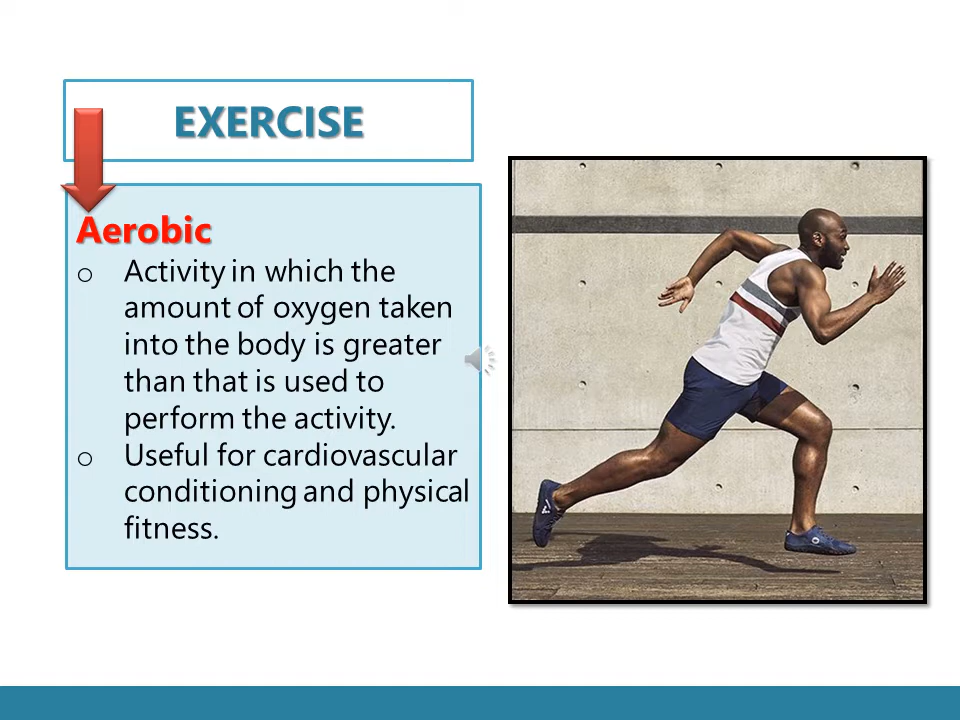 EXERCISE
Aerobic
o Activity in which the
amount of oxygen taken
into the body is greater
than that is used to
perform the activity.
o Useful for cardiovascular
conditioning and physical
fitness.